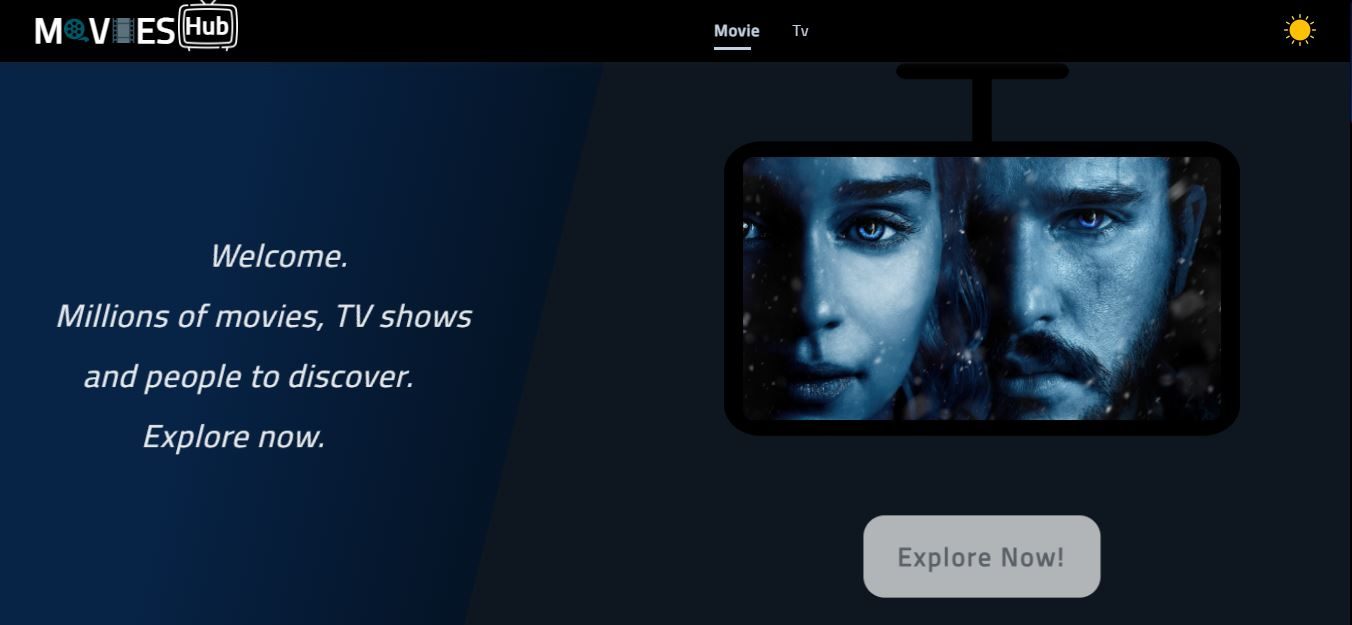 MOVIES Hub
Movie Tv
Welcome.
Millions of movies, TV shows
and people to discover.
Explore now.
Explore Now!